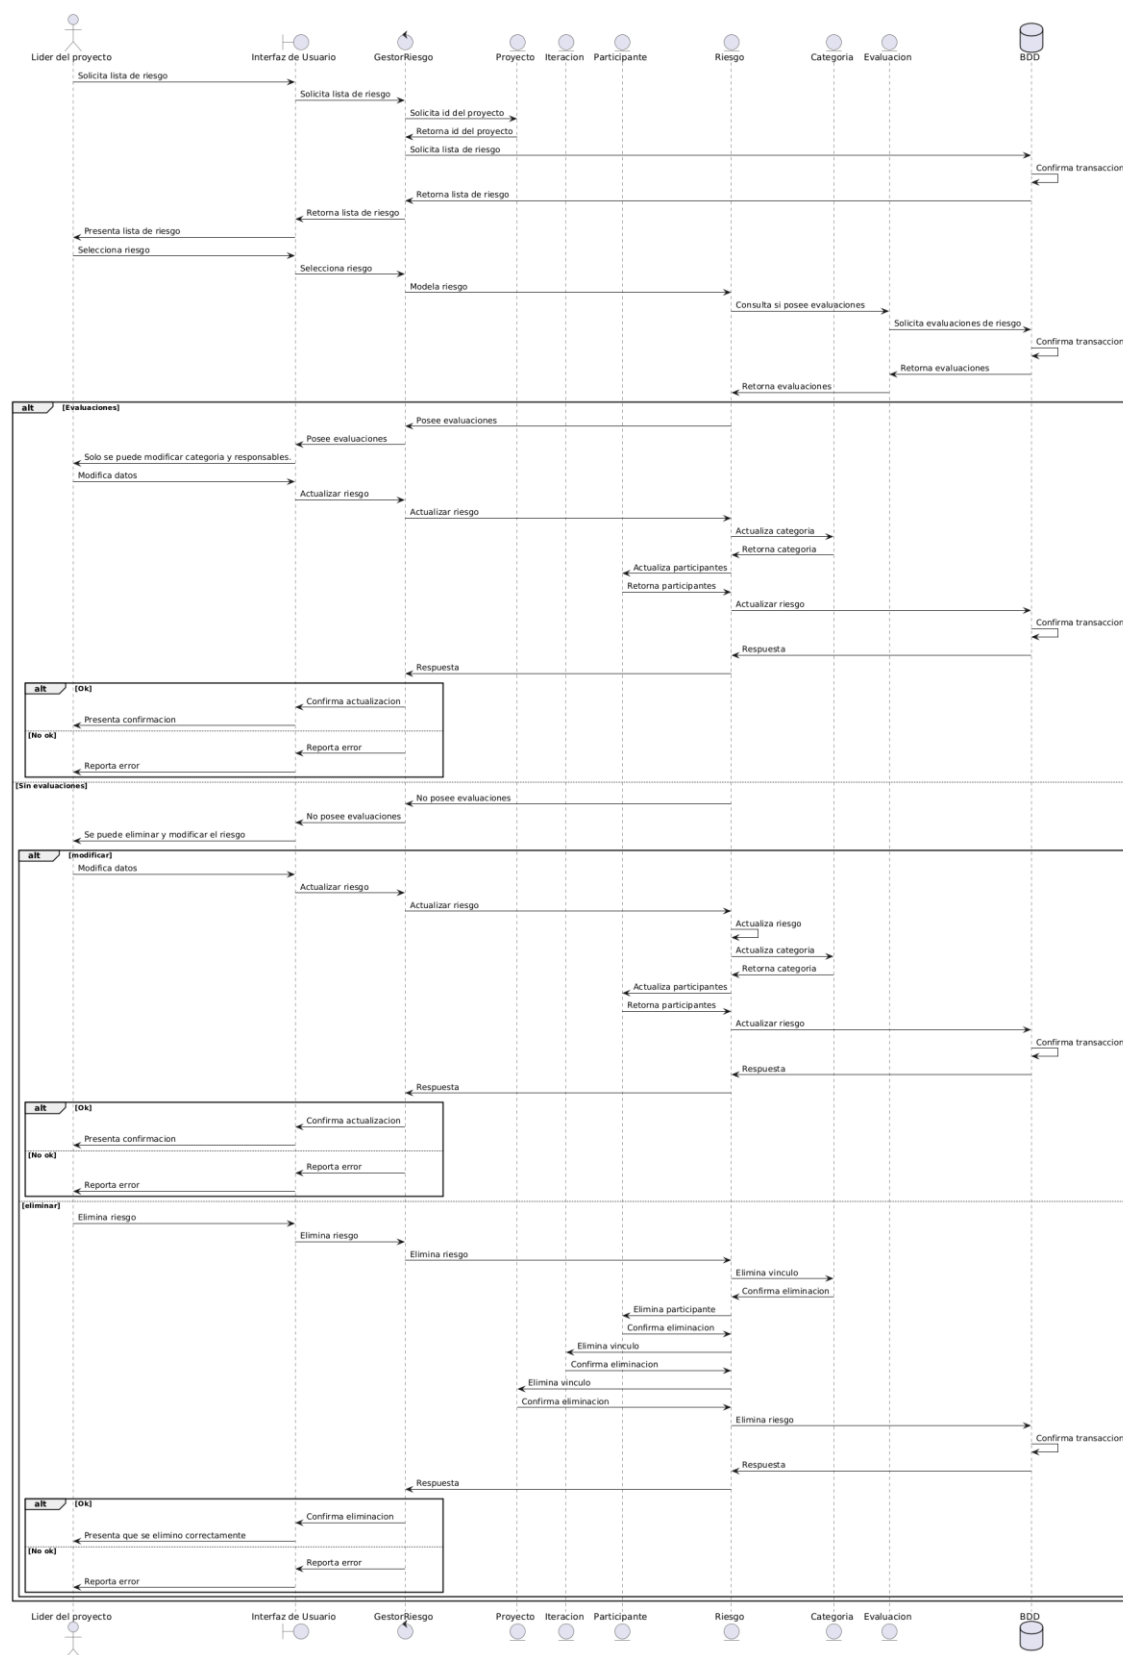 Lider del proyecto
Interfaz de Usuario
GestorRiesgo
Proyecto
Iteracion
Participante
Riesgo
Categoria
Evaluacion
BDD
Solicita lista de riesgo
Solicita lista de riesgo
Solicita id del proyecto
Retorna id del proyecto
Solicita lista de riesgo
Confirma transaccion
Retorna lista de riesgo
Retorna lista de riesgo
Presenta lista de riesgo
Selecciona riesgo
Selecciona riesgo
Modela riesgo
Consulta si posee evaluaciones
Solicita evaluaciones de riesgo
Confirma transaccion
Retorna evaluaciones
Retorna evaluaciones
alt [Evaluaciones]
Posee evaluaciones
Posee evaluaciones
Solo se puede modificar categoria y responsables.
Modifica datos
Actualizar riesgo
Actualizar riesgo
Actualiza categoria
Retorna categoria
Actualiza participantes
Retorna participantes
Actualizar riesgo
Confirma transaccion
Respuesta
Respuesta
alt [Ok]
Confirma actualizacion
Presenta confirmacion
[No ok]
Reporta error
Reporta error
[Sin evaluaciones]
No posee evaluaciones
No posee evaluaciones
Se puede eliminar y modificar el riesgo
alt [modificar]
Modifica datos
Actualizar riesgo
Actualizar riesgo
Actualiza riesgo
Actualiza categoria
Retorna categoria
Actualiza participantes
Retorna participantes
Actualizar riesgo
Confirma transaccion
Respuesta
Respuesta
alt [Ok]
Confirma actualizacion
Presenta confirmacion
[No ok]
Reporta error
Reporta error
[eliminar]
Elimina riesgo
Elimina riesgo
Elimina riesgo
Elimina vinculo
Confirma eliminacion
Elimina participante
Confirma eliminacion
Elimina vinculo
Confirma eliminacion
Elimina vinculo
Confirma eliminacion
Elimina riesgo
Confirma transaccion
Respuesta
Respuesta
alt [Ok]
Confirma eliminacion
Presenta que se elimino correctamente
[No ok]
Reporta error
Reporta error
Lider del proyecto
Interfaz de Usuario
GestorRiesgo
Proyecto
Iteracion
Participante
Riesgo
Categoria
Evaluacion
BDD